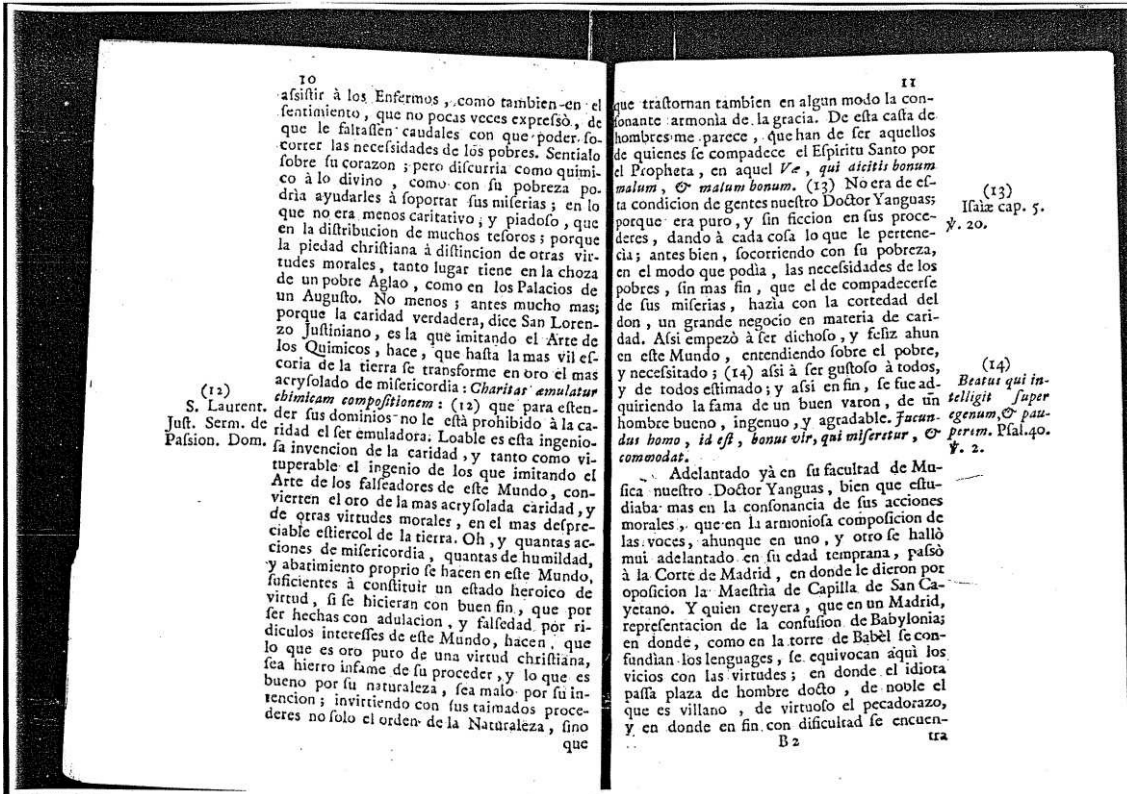 10
aſsiſtir à los Enfermos, como tambien en el
ſentimiento, que no pocas veces expreſsò, de
que le faltaſſen caudales con que poder ſo-
correr las neceſsidades de los pobres. Sentialo
ſobre ſu corazon; pero diſcurria como quimi-
co à lo divino, como con ſu pobreza po-
dria ayudarles à ſoportar ſus miſerias; en lo
que no era menos caritativo, y piadoſo, que
en la diſtribucion de muchos teſoros; porque
la piedad chriſtiana à diſtincion de otras vir-
tudes morales, tanto lugar tiene en la choza
de un pobre Aglao, como en los Palacios de
un Auguſto. No menos; antes mucho mas;
porque la caridad verdadera, dice San Loren-
zo Juſtiniano, es la que imitando el Arte de
los Quimicos, hace, que haſta la mas vil eſ-
coria de la tierra ſe transforme en oro el mas
acryſolado de miſericordia: Charitas æmulatur
chimicam compoſitionem: (12) que para eſten-
der ſus dominios no le eſtà prohibido à la ca-
ridad el ſer emuladora. Loable es eſta ingenio-
ſa invencion de la caridad, y tanto como vi-
tuperable el ingenio de los que imitando el
Arte de los falſeadores de eſte Mundo, con-
vierten el oro de la mas acryſolada caridad, y
de otras virtudes morales, en el mas deſpre-
ciable eſtiercol de la tierra. Oh, y quantas ac-
ciones de miſericordia, quantas de humildad,
y abatimiento proprio ſe hacen en eſte Mundo,
ſuficientes à conſtituir un eſtado heroico de
virtud, ſi ſe hicieran con buen fin, que por
ſer hechas con adulacion, y falſedad por ri-
diculos intereſſes de eſte Mundo, hacen, que
lo que es oro puro de una virtud chriſtiana,
ſea hierro infame de ſu proceder, y lo que es
bueno por ſu naturaleza, ſea malo por ſu in-
tencion; invirtiendo con ſus taimados proce-
deres no ſolo el orden de la Naturaleza, ſino
que
(12)
S. Laurent.
Juſt. Serm. de
Paſsion. Dom.
11
que traſtornan tambien en algun modo la con-
ſonante armonìa de la gracia. De eſta caſta de
hombres me parece, que han de ſer aquellos
de quienes ſe compadece el Eſpiritu Santo por
el Propheta, en aquel Væ, qui dicitis bonum
malum, & malum bonum. (13) No era de eſ-
ta condicion de gentes nueſtro Doctor Yanguas;
porque era puro, y ſin ficcion en ſus proce-
deres, dando à cada coſa lo que le pertene-
cìa; antes bien, ſocorriendo con ſu pobreza,
en el modo que podìa, las neceſsidades de los
pobres, ſin mas fin, que el de compadecerſe
de ſus miſerias, hazìa con la cortedad del
don, un grande negocio en materia de cari-
dad. Aſsi empezò à ſer dichoſo, y feliz ahun
en eſte Mundo, entendiendo ſobre el pobre,
y neceſsitado; (14) aſsi à ſer guſtoſo à todos,
y de todos eſtimado; y aſsi en fin, ſe fue ad-
quiriendo la fama de un buen varon, de un
hombre bueno, ingenuo, y agradable. Jucun-
dus homo, id eſt, bonus vir, qui miſeretur, &
commodat.
Adelantado yà en ſu facultad de Mu-
ſica nueſtro Doctor Yanguas, bien que eſtu-
diaba mas en la conſonancia de ſus acciones
morales, que en la armonioſa compoſicion de
las voces, ahunque en uno, y otro ſe hallò
mui adelantado en ſu edad temprana, paſsò
à la Corte de Madrid, en donde le dieron por
opoſicion la Maeſtrìa de Capilla de San Ca-
yetano. Y quien creyera, que en un Madrid,
repreſentacion de la confuſion de Babylonia;
en donde, como en la torre de Babèl ſe con-
fundìan los lenguages, ſe equivocan aquì los
vicios con las virtudes; en donde el idiota
paſſa plaza de hombre docto, de noble el
que es villano, de virtuoſo el pecadorazo,
y en donde en fin con dificultad ſe encuen-
B 2
tra
(13)
Iſaiæ cap. 5.
℣. 20.
(14)
Beatus qui in-
telligit ſuper
egenum, & pau-
perem. Pſal. 40.
℣. 2.